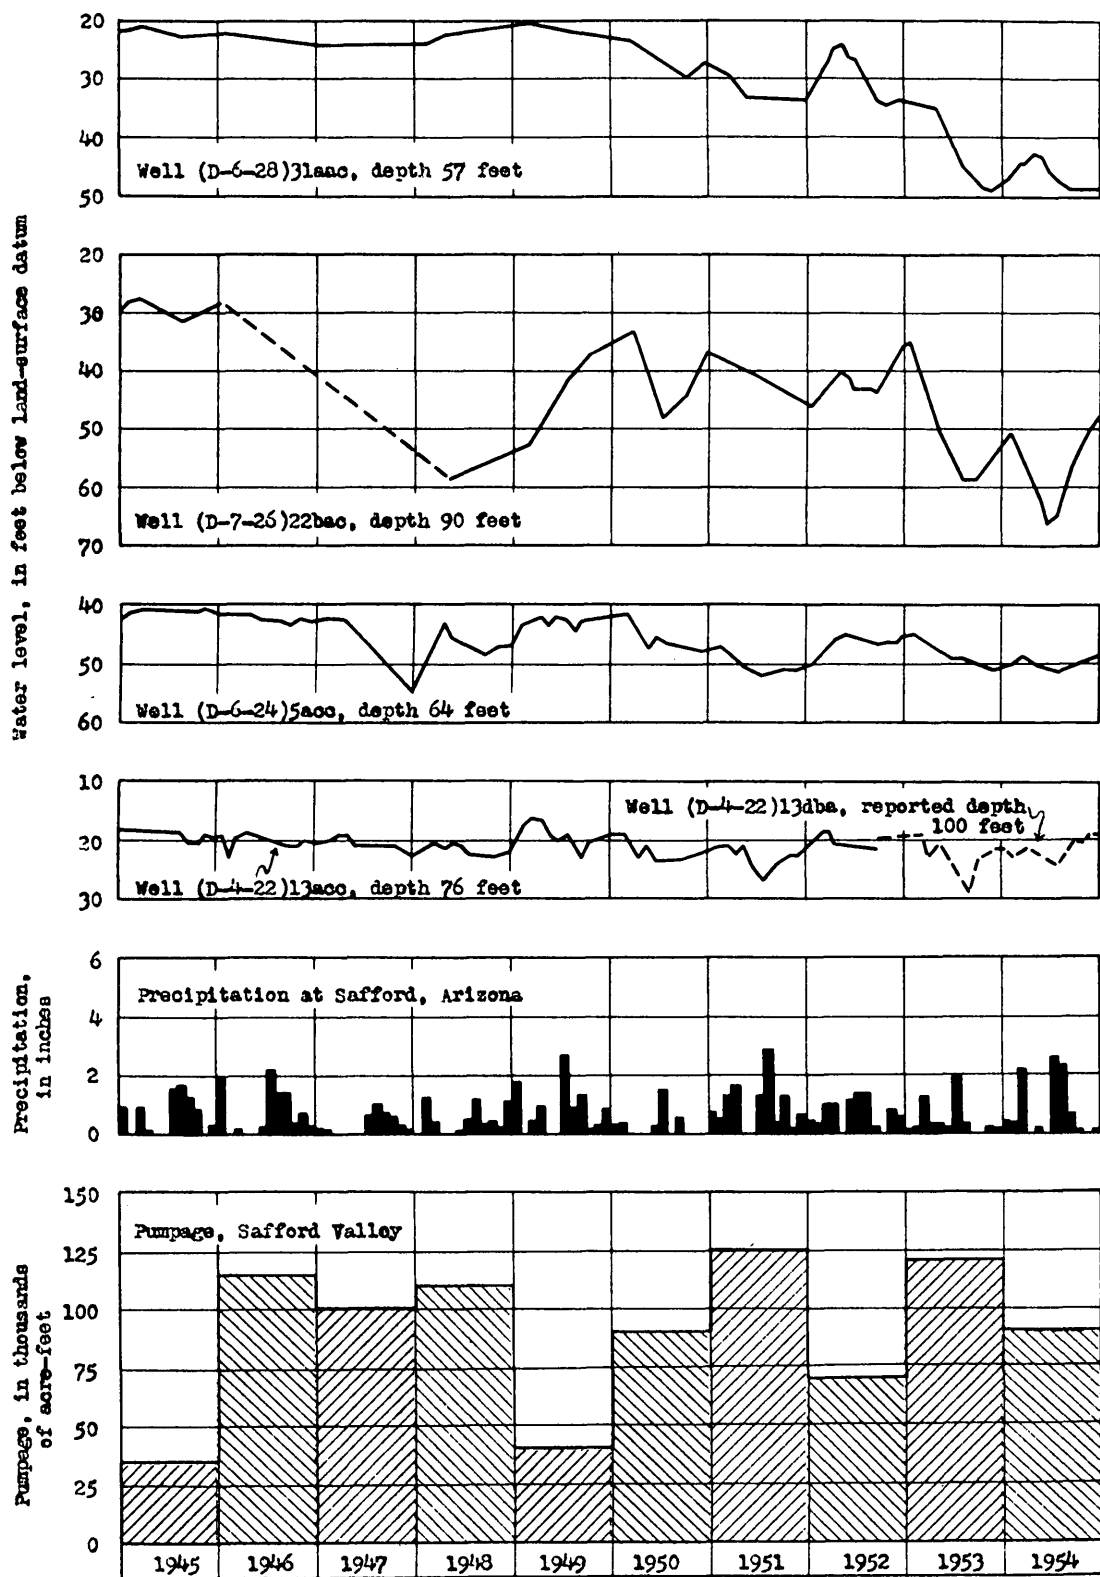 Water level, in feet below land-surface datum
20
30
40
50
Well (D-6-28)31aac, depth 57 feet
20
30
40
50
60
70
Well (D-7-26)22bac, depth 90 feet
40
50
60
Well (D-6-24)5acc, depth 64 feet
10
20
30
Well (D-4-22)13dba, reported depth
100 feet
Well (D-4-22)13acc, depth 76 feet
Precipitation,
in inches
6
4
2
0
Precipitation at Safford, Arizona
Pumpage, in thousands
of acre-feet
150
125
100
75
50
25
0
Pumpage, Safford Valley
1945 1946 1947 1948 1949 1950 1951 1952 1953 1954